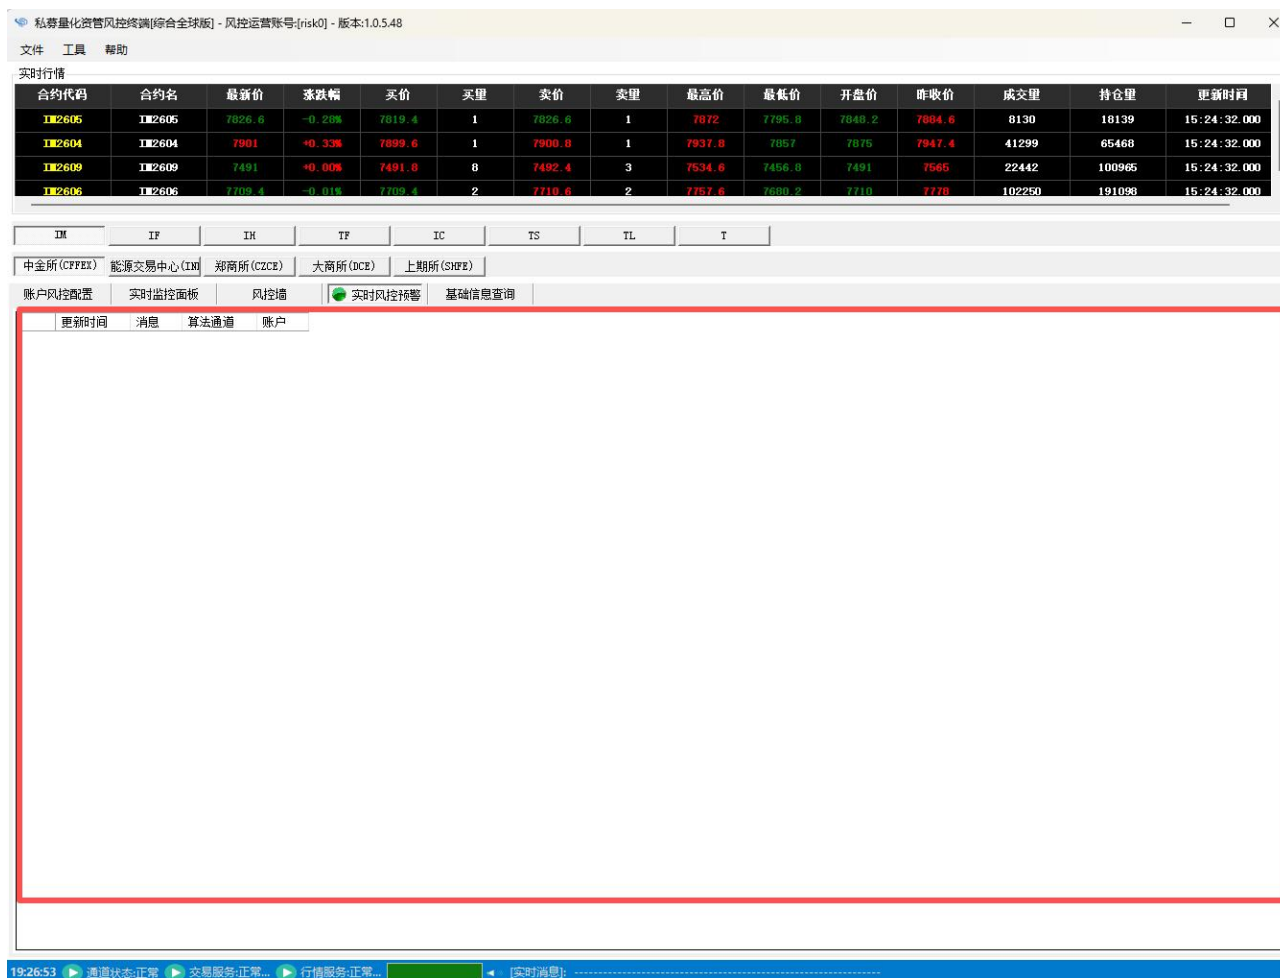 私募量化资管风控终端[综合全球版] - 风控运营账号:[risk0] - 版本:1.0.5.48
文件 工具 帮助
实时行情
合约代码 合约名 最新价 涨跌幅 买价 买量 卖价 卖量 最高价 最低价 开盘价 昨收价 成交量 持仓量 更新时间
IM2605 IM2605 7826.6 -0.28% 7819.4 1 7826.6 1 7872 7795.8 7848.2 7884.6 8130 18139 15:24:32.000
IM2604 IM2604 7901 +0.33% 7899.6 1 7900.8 1 7937.8 7857 7875 7947.4 41299 65468 15:24:32.000
IM2609 IM2609 7491 +0.00% 7491.8 8 7492.4 3 7534.6 7456.8 7491 7565 22442 100965 15:24:32.000
IM2606 IM2606 7709.4 -0.01% 7709.4 2 7710.6 2 7757.6 7680.2 7710 7778 102250 191098 15:24:32.000
IM IF IH TF IC TS TL T
中金所(CFFEX) 能源交易中心(INE 郑商所(CZCE) 大商所(DCE) 上期所(SHFE)
账户风控配置 实时监控面板 风控墙 实时风控预警 基础信息查询
更新时间 消息 算法通道 账户
19:26:53 通道状态:正常 交易服务:正常... 行情服务:正常... [实时消息]: --------------------------------------------------------------